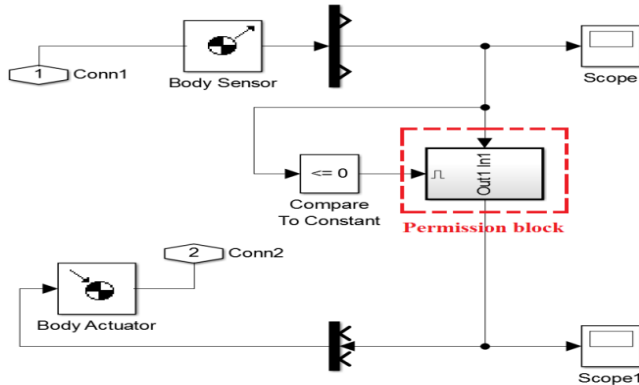 1
Conn1
Body Sensor
Scope
<= 0
Compare
To Constant
Out1 In1
Permission block
2
Conn2
Body Actuator
Scope1